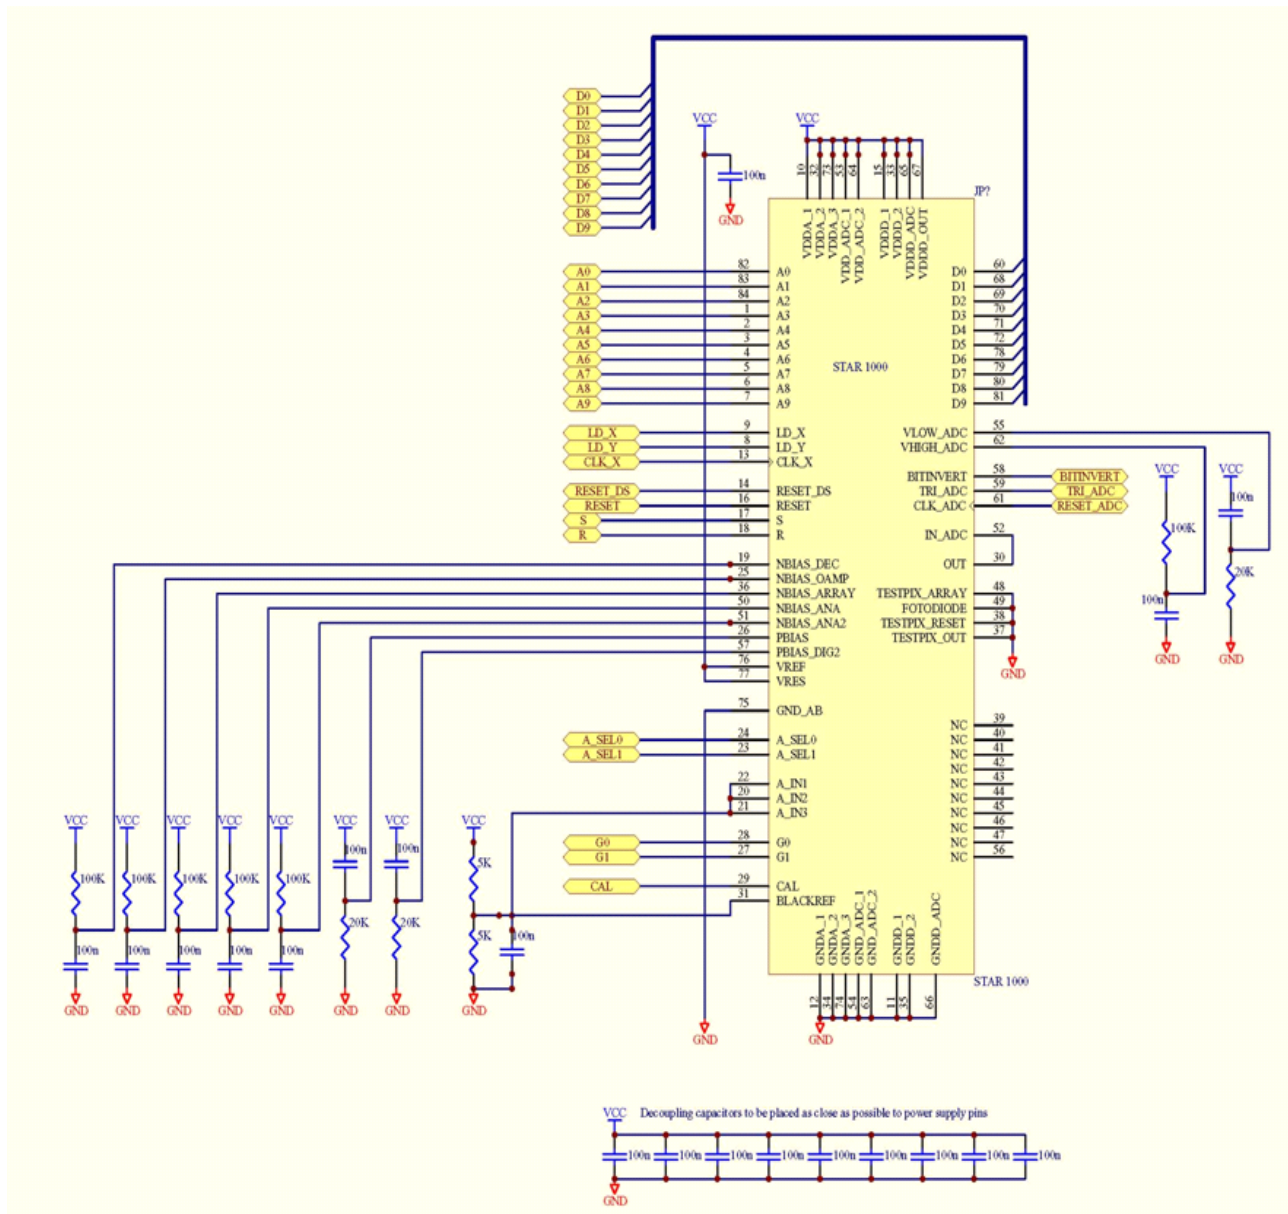 D0
D1
D2
D3
D4
D5
D6
D7
D8
D9
VCC
100n
GND
VCC
10 32 73 53 64 15 33 65 67
VDDA_1
VDDA_2
VDDA_3
VDD_ADC_1
VDD_ADC_2
VDDD_1
VDDD_2
VDDD_ADC
VDDD_OUT
JP?
A0 82 A0
A1 83 A1
A2 84 A2
A3 1 A3
A4 2 A4
A5 3 A5
A6 4 A6
A7 5 A7
A8 6 A8
A9 7 A9
LD_X 9 LD_X
LD_Y 8 LD_Y
CLK_X 13 CLK_X
RESET_DS 14 RESET_DS
RESET 16 RESET
S 17 S
R 18 R
19 NBIAS_DEC
25 NBIAS_OAMP
36 NBIAS_ARRAY
50 NBIAS_ANA
51 NBIAS_ANA2
26 PBIAS
57 PBIAS_DIG2
76 VREF
77 VRES
75 GND_AB
A_SEL0 24 A_SEL0
A_SEL1 23 A_SEL1
22 A_IN1
20 A_IN2
21 A_IN3
G0 28 G0
G1 27 G1
CAL 29 CAL
31 BLACKREF
STAR 1000
D0 60
D1 68
D2 69
D3 70
D4 71
D5 72
D6 78
D7 79
D8 80
D9 81
VLOW_ADC 55
VHIGH_ADC 62
BITINVERT 58 BITINVERT
TRI_ADC 59 TRI_ADC
CLK_ADC 61 RESET_ADC
IN_ADC 52
OUT 30
TESTPIX_ARRAY 48
FOTODIODE 49
TESTPIX_RESET 38
TESTPIX_OUT 37
GND
NC 39
NC 40
NC 41
NC 42
NC 43
NC 44
NC 45
NC 46
NC 47
NC 56
VCC
100K
100n
GND
VCC
100n
20K
GND
VCC VCC VCC VCC VCC VCC VCC VCC
100n 100n
100K 100K 100K 100K 100K 5K
20K 20K 5K
100n 100n 100n 100n 100n 100n
GND GND GND GND GND GND GND GND
GNDA_1
GNDA_2
GNDA_3
GND_ADC_1
GND_ADC_2
GNDD_1
GNDD_2
GNDD_ADC
12 34 74 54 63 11 35 66
STAR 1000
GND GND
VCC Decoupling capacitors to be placed as close as possible to power supply pins
100n 100n 100n 100n 100n 100n 100n 100n 100n
GND